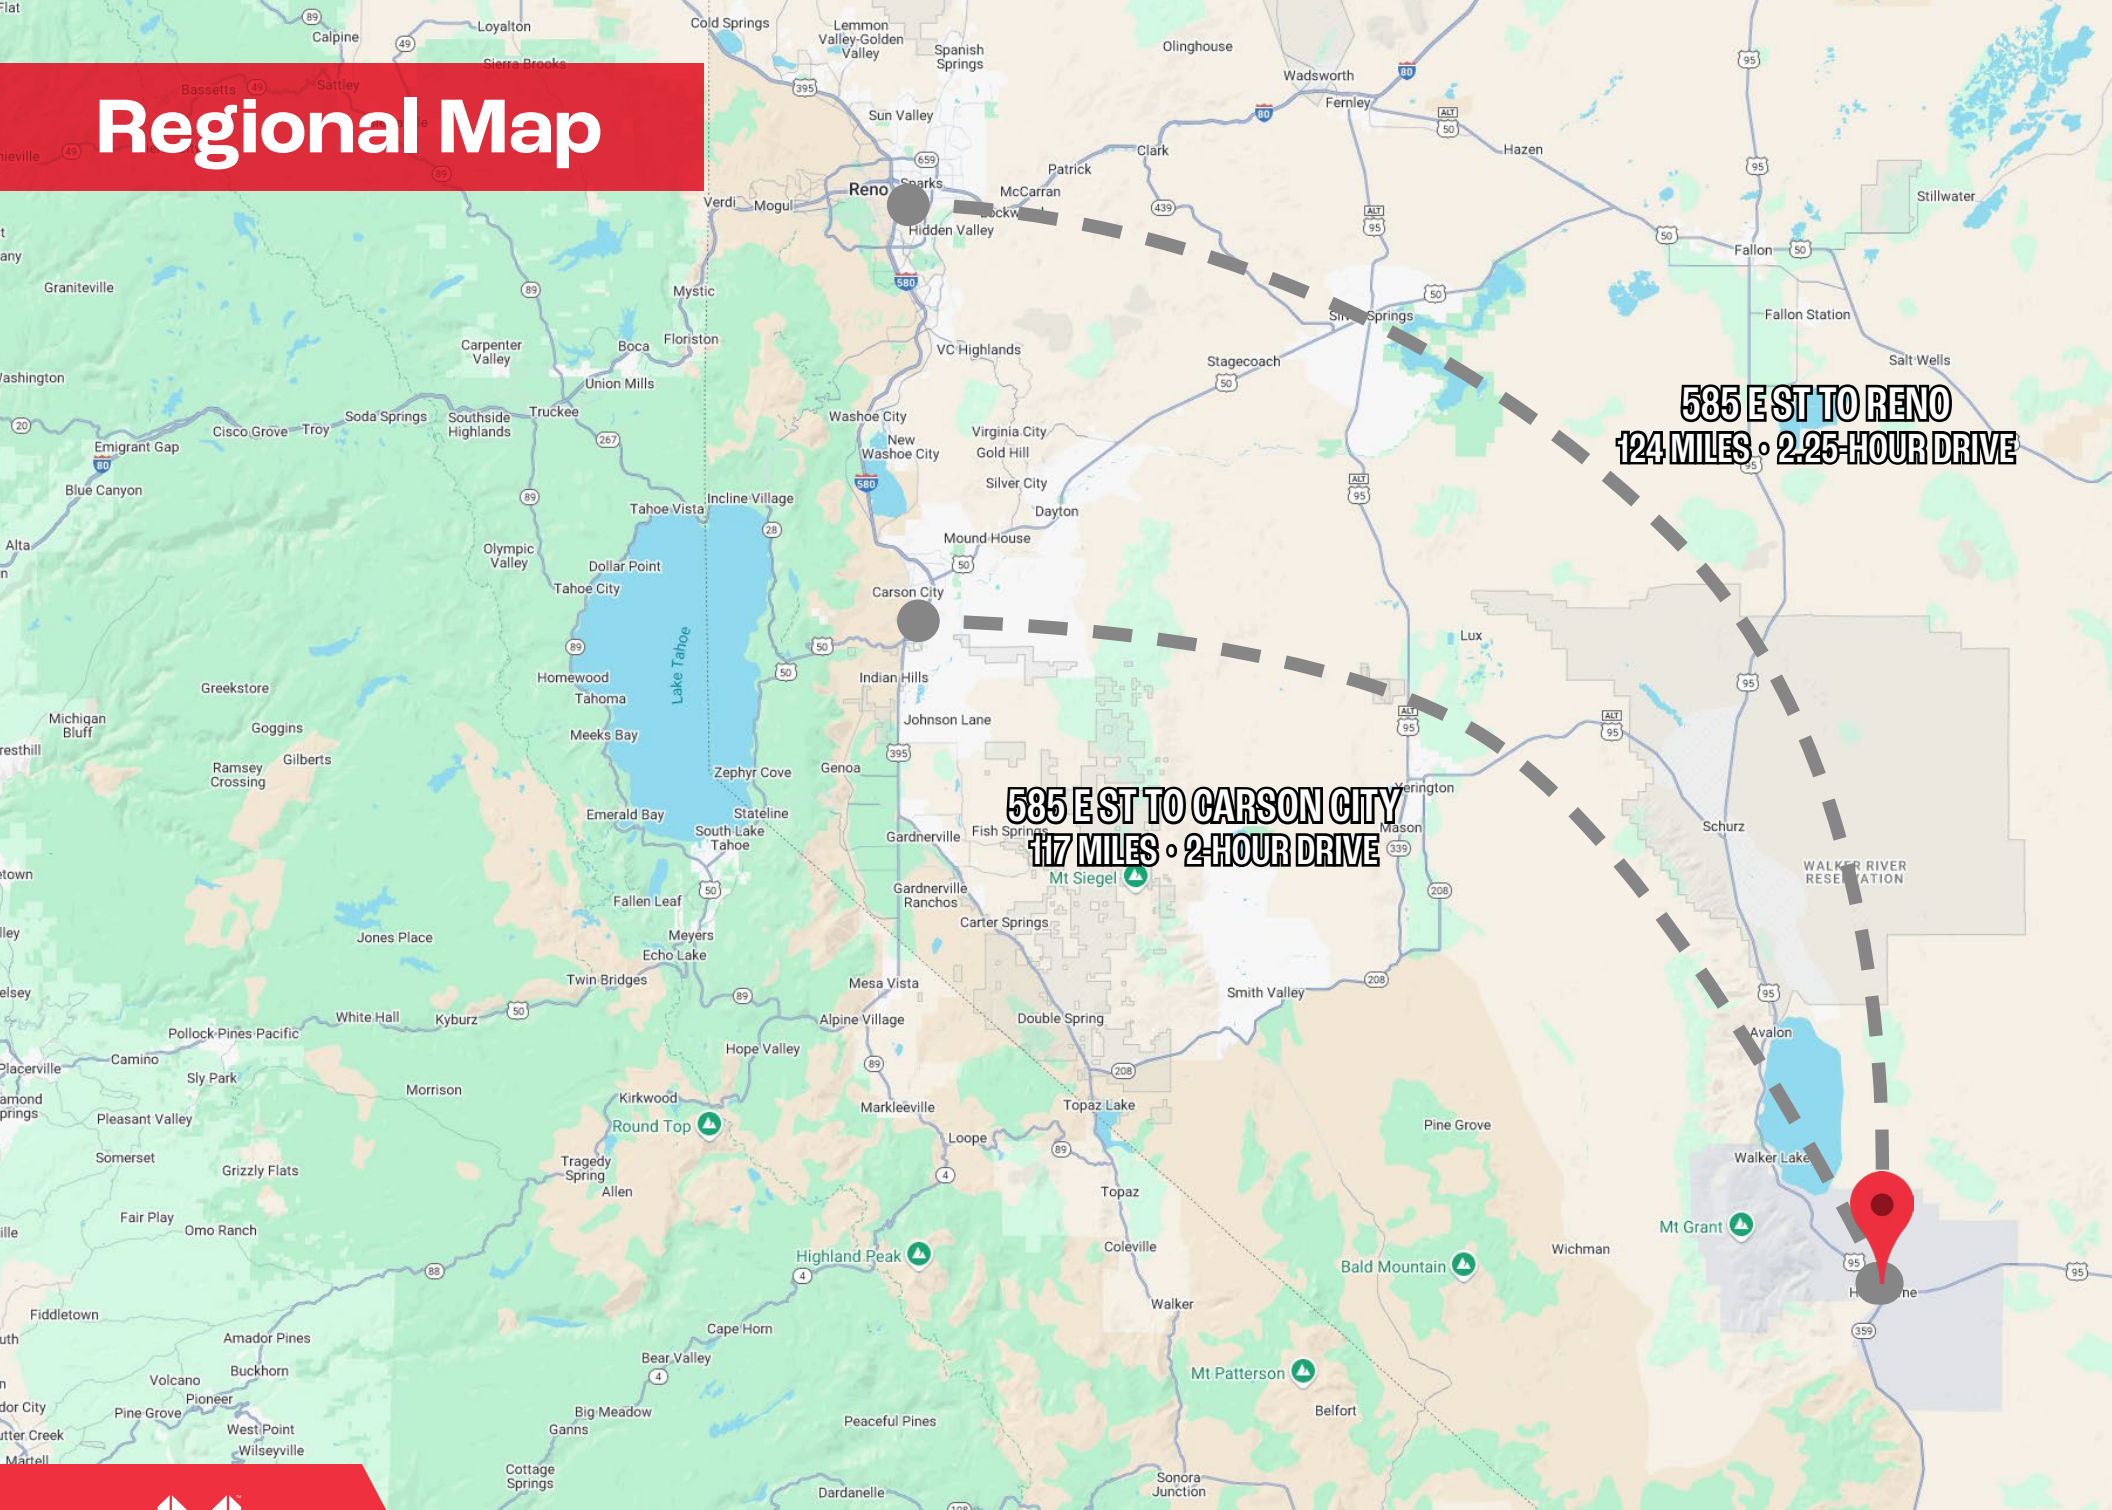 Regional Map
Flat
Calpine
Loyalton
Sierra Brooks
Bassetts
Sattley
Cold Springs
Lemmon
Valley-Golden
Valley
Spanish
Springs
Olinghouse
Wadsworth
Fernley
Sun Valley
Clark
Hazen
Patrick
Reno
Sparks
McCarran
Stillwater
Verdi
Mogul
Hidden Valley
Fallon
Graniteville
Mystic
Fallon Station
Silver Springs
Carpenter
Valley
Boca
Floriston
VC Highlands
Stagecoach
Salt Wells
Union Mills
585 E ST TO RENO
124 MILES • 2.25-HOUR DRIVE
Soda Springs
Southside
Highlands
Truckee
Washoe City
Cisco Grove
Troy
Emigrant Gap
New
Washoe City
Virginia City
Gold Hill
Blue Canyon
Silver City
Incline Village
Tahoe Vista
Dayton
Alta
Olympic
Valley
Mound House
Dollar Point
Tahoe City
Carson City
Lake Tahoe
Lux
Homewood
Indian Hills
Greekstore
Tahoma
Michigan
Bluff
Goggins
Johnson Lane
Meeks Bay
Gilberts
Ramsey
Crossing
Zephyr Cove
Genoa
Yerington
585 E ST TO CARSON CITY
117 MILES • 2-HOUR DRIVE
Emerald Bay
Stateline
South Lake
Tahoe
Gardnerville
Fish Springs
Mason
Schurz
WALKER RIVER
RESERVATION
Mt Siegel
Gardnerville
Ranchos
Fallen Leaf
Carter Springs
Jones Place
Meyers
Echo Lake
Twin Bridges
Mesa Vista
Smith Valley
White Hall
Kyburz
Alpine Village
Double Spring
Pollock Pines
Pacific
Avalon
Hope Valley
Camino
Placerville
Sly Park
Morrison
Kirkwood
Markleeville
Topaz Lake
Pleasant Valley
Round Top
Pine Grove
Loope
Somerset
Grizzly Flats
Tragedy
Spring
Walker Lake
Allen
Topaz
Fair Play
Omo Ranch
Mt Grant
Highland Peak
Coleville
Wichman
Bald Mountain
Walker
Fiddletown
Amador Pines
Cape Horn
Buckhorn
Bear Valley
Mt Patterson
Volcano
Pioneer
Pine Grove
Big Meadow
Peaceful Pines
Belfort
Ganns
West Point
Wilseyville
Martell
Cottage
Springs
Sonora
Junction
Dardanelle